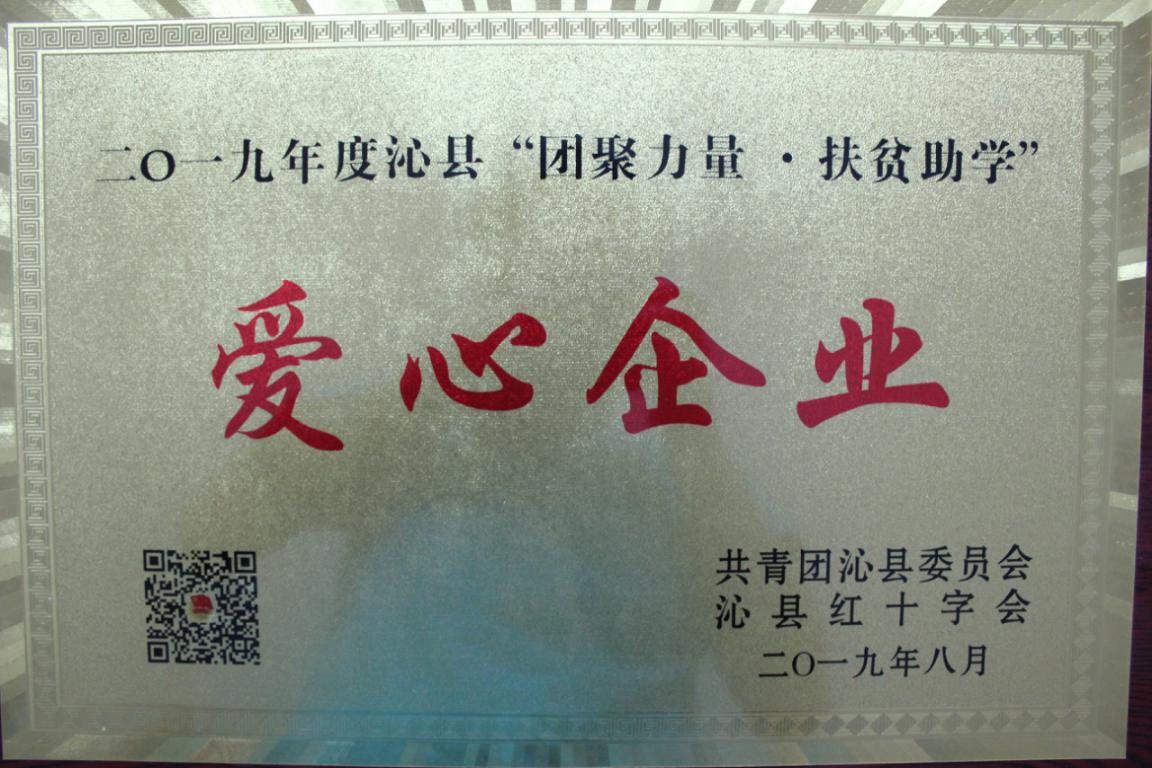 二〇一九年度沁县“团聚力量·扶贫助学”
爱心企业
共青团沁县委员会
沁县红十字会
二〇一九年八月